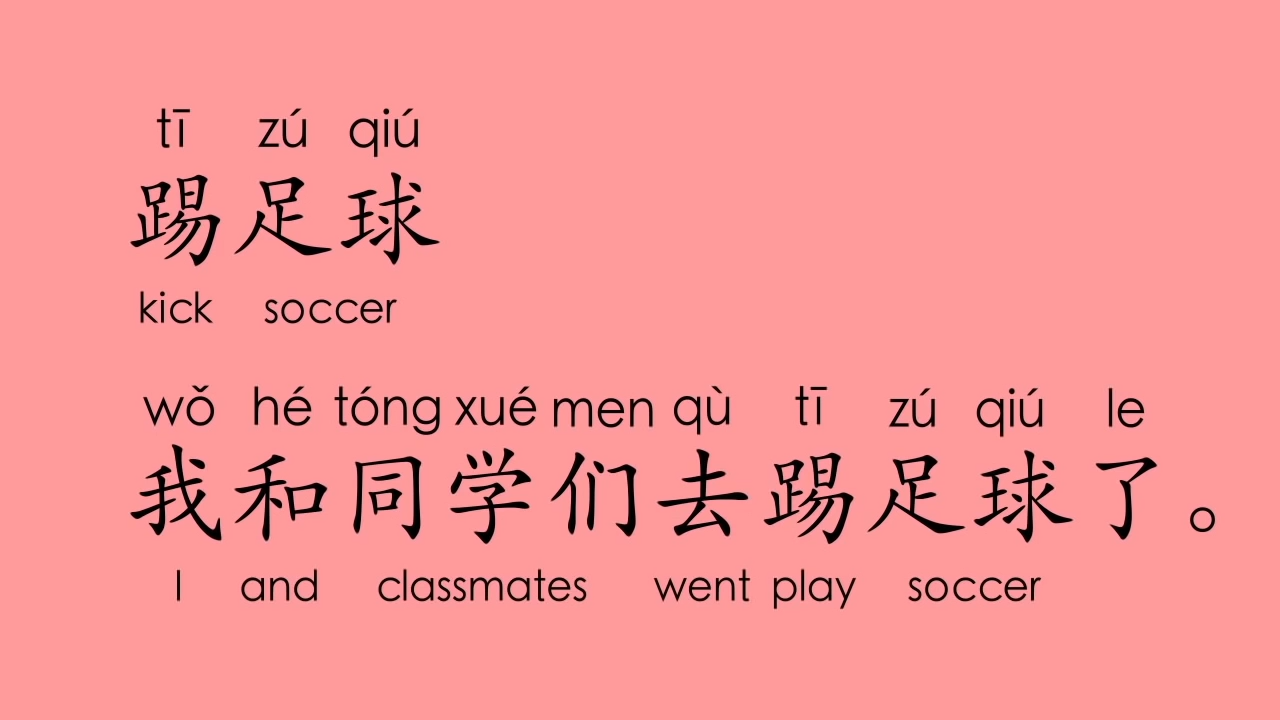 tī zú qiú
踢足球
kick soccer
wǒ hé tóng xué men qù tī zú qiú le
我和同学们去踢足球了。
I and classmates went play soccer